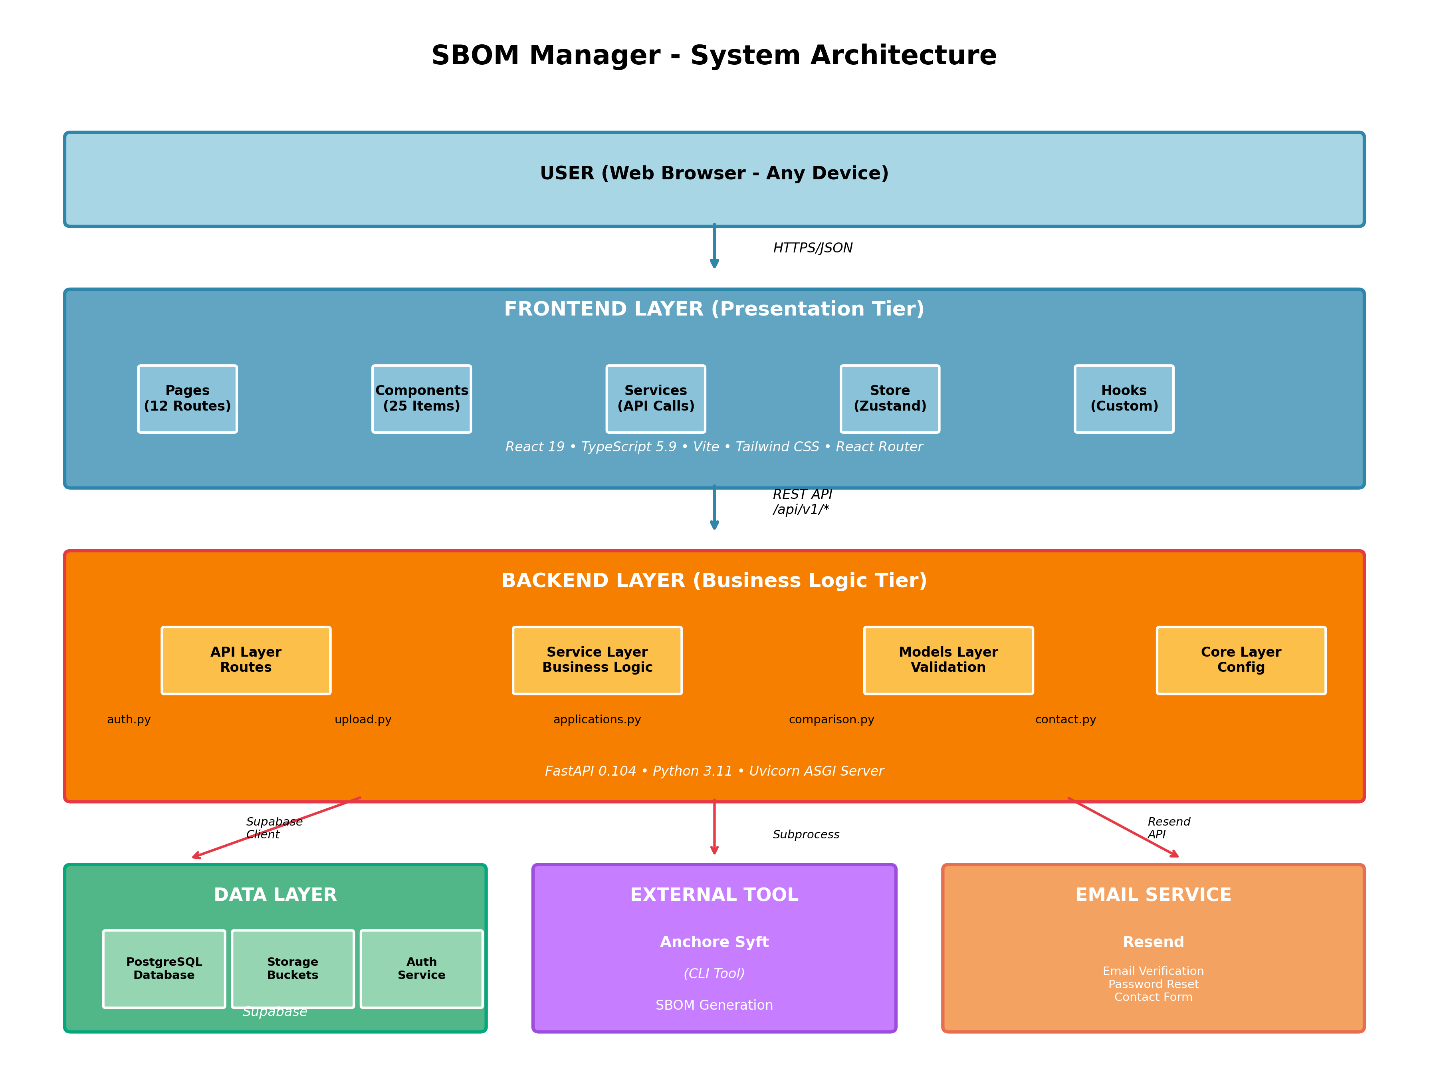 SBOM Manager - System Architecture
USER (Web Browser - Any Device)
HTTPS/JSON
FRONTEND LAYER (Presentation Tier)
Pages
(12 Routes)
Components
(25 Items)
Services
(API Calls)
Store
(Zustand)
Hooks
(Custom)
React 19 • TypeScript 5.9 • Vite • Tailwind CSS • React Router
REST API
/api/v1/*
BACKEND LAYER (Business Logic Tier)
API Layer
Routes
Service Layer
Business Logic
Models Layer
Validation
Core Layer
Config
auth.py
upload.py
applications.py
comparison.py
contact.py
FastAPI 0.104 • Python 3.11 • Uvicorn ASGI Server
Supabase
Client
Subprocess
Resend
API
DATA LAYER
PostgreSQL
Database
Storage
Buckets
Auth
Service
Supabase
EXTERNAL TOOL
Anchore Syft
(CLI Tool)
SBOM Generation
EMAIL SERVICE
Resend
Email Verification
Password Reset
Contact Form